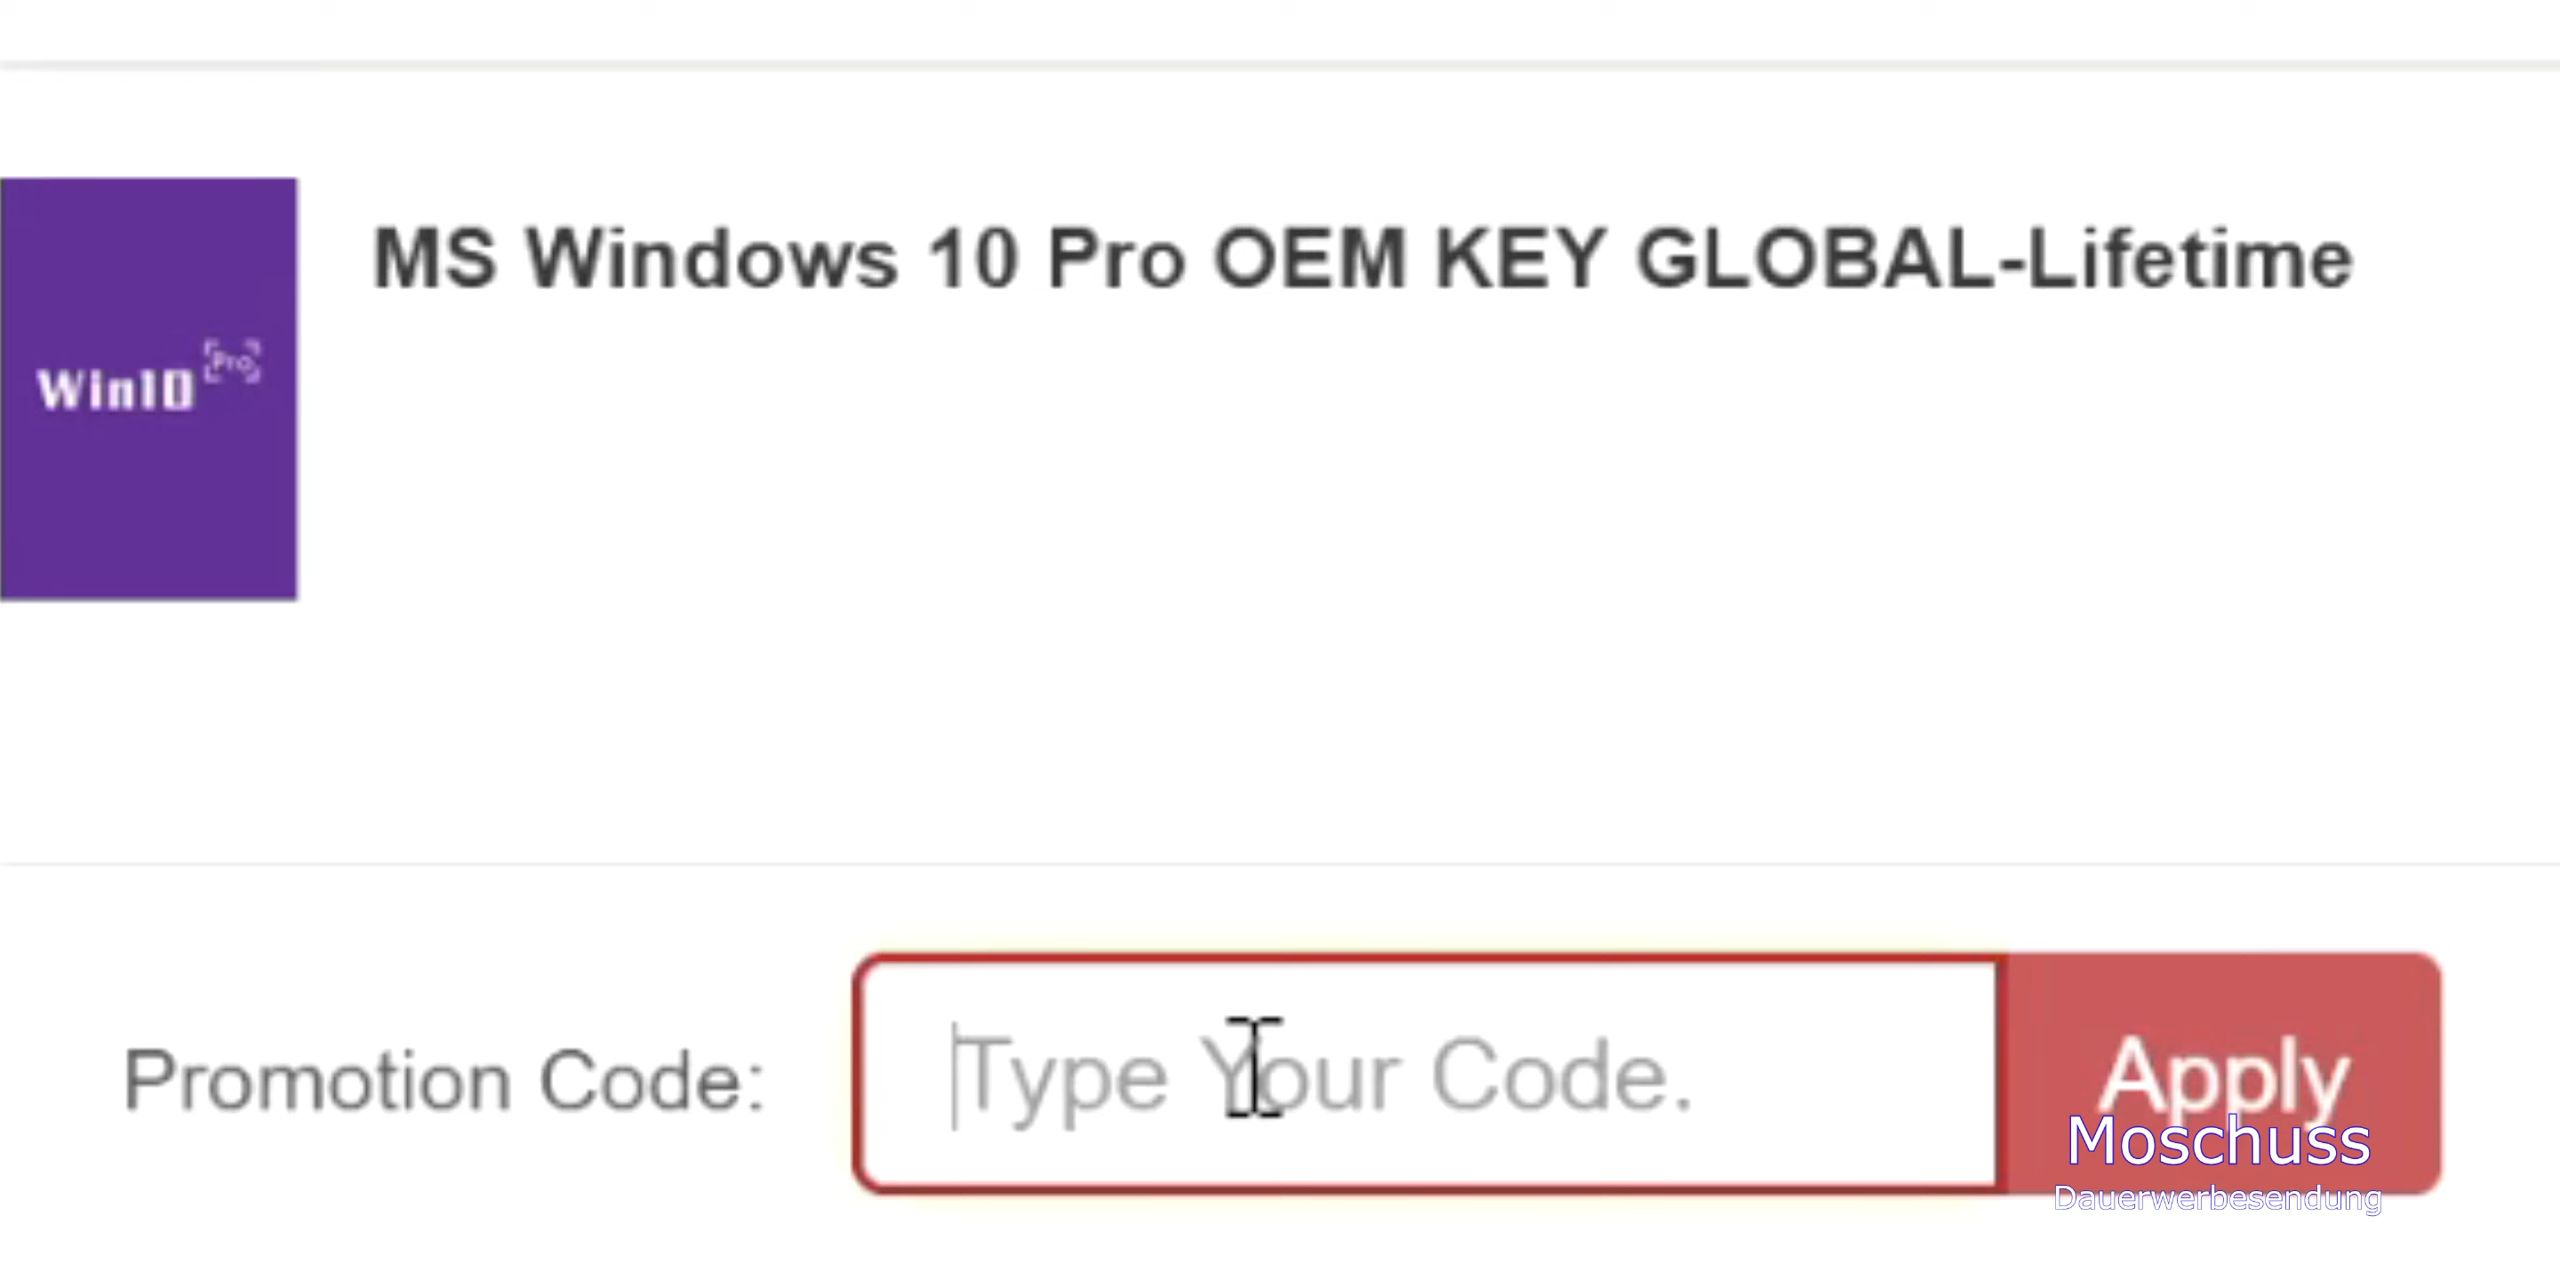 MS Windows 10 Pro OEM KEY GLOBAL-Lifetime
Win10 Pro
Promotion Code:
Type Your Code.
Apply
Moschuss
Dauerwerbesendung